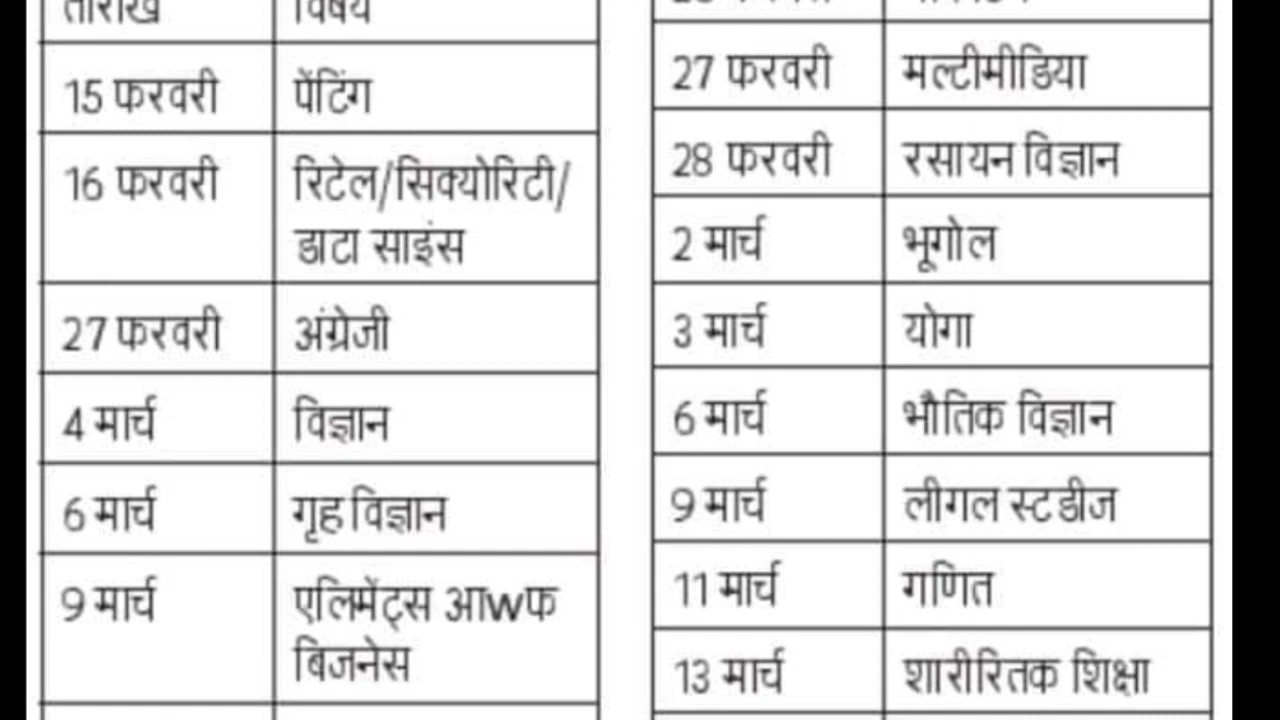 तारीख विषय
15 फरवरी पेंटिंग
16 फरवरी रिटेल/सिक्योरिटी/
डाटा साइंस
27 फरवरी अंग्रेजी
4 मार्च विज्ञान
6 मार्च गृह विज्ञान
9 मार्च एलिमेंट्स आwफ
बिजनेस
27 फरवरी मल्टीमीडिया
28 फरवरी रसायन विज्ञान
2 मार्च भूगोल
3 मार्च योगा
6 मार्च भौतिक विज्ञान
9 मार्च लीगल स्टडीज
11 मार्च गणित
13 मार्च शारीरितक शिक्षा